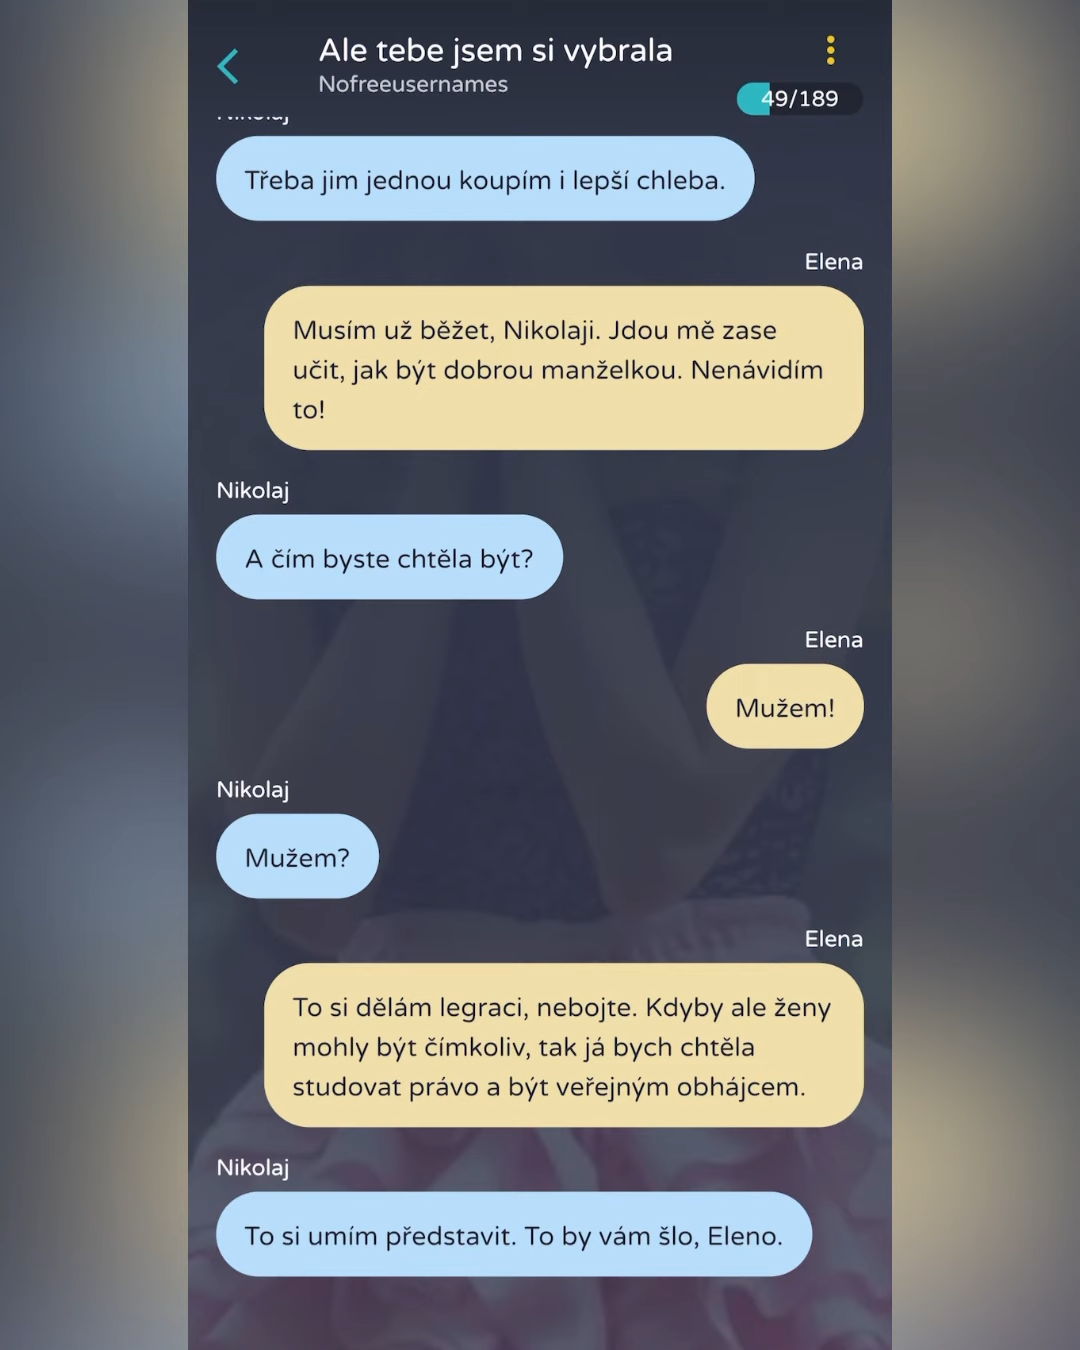 Ale tebe jsem si vybrala
Nofreeusernames
49/189
Nikolaj
Třeba jim jednou koupím i lepší chleba.
Elena
Musím už běžet, Nikolaji. Jdou mě zase
učit, jak být dobrou manželkou. Nenávidím
to!
Nikolaj
A čím byste chtěla být?
Elena
Mužem!
Nikolaj
Mužem?
Elena
To si dělám legraci, nebojte. Kdyby ale ženy
mohly být čímkoliv, tak já bych chtěla
studovat právo a být veřejným obhájcem.
Nikolaj
To si umím představit. To by vám šlo, Eleno.